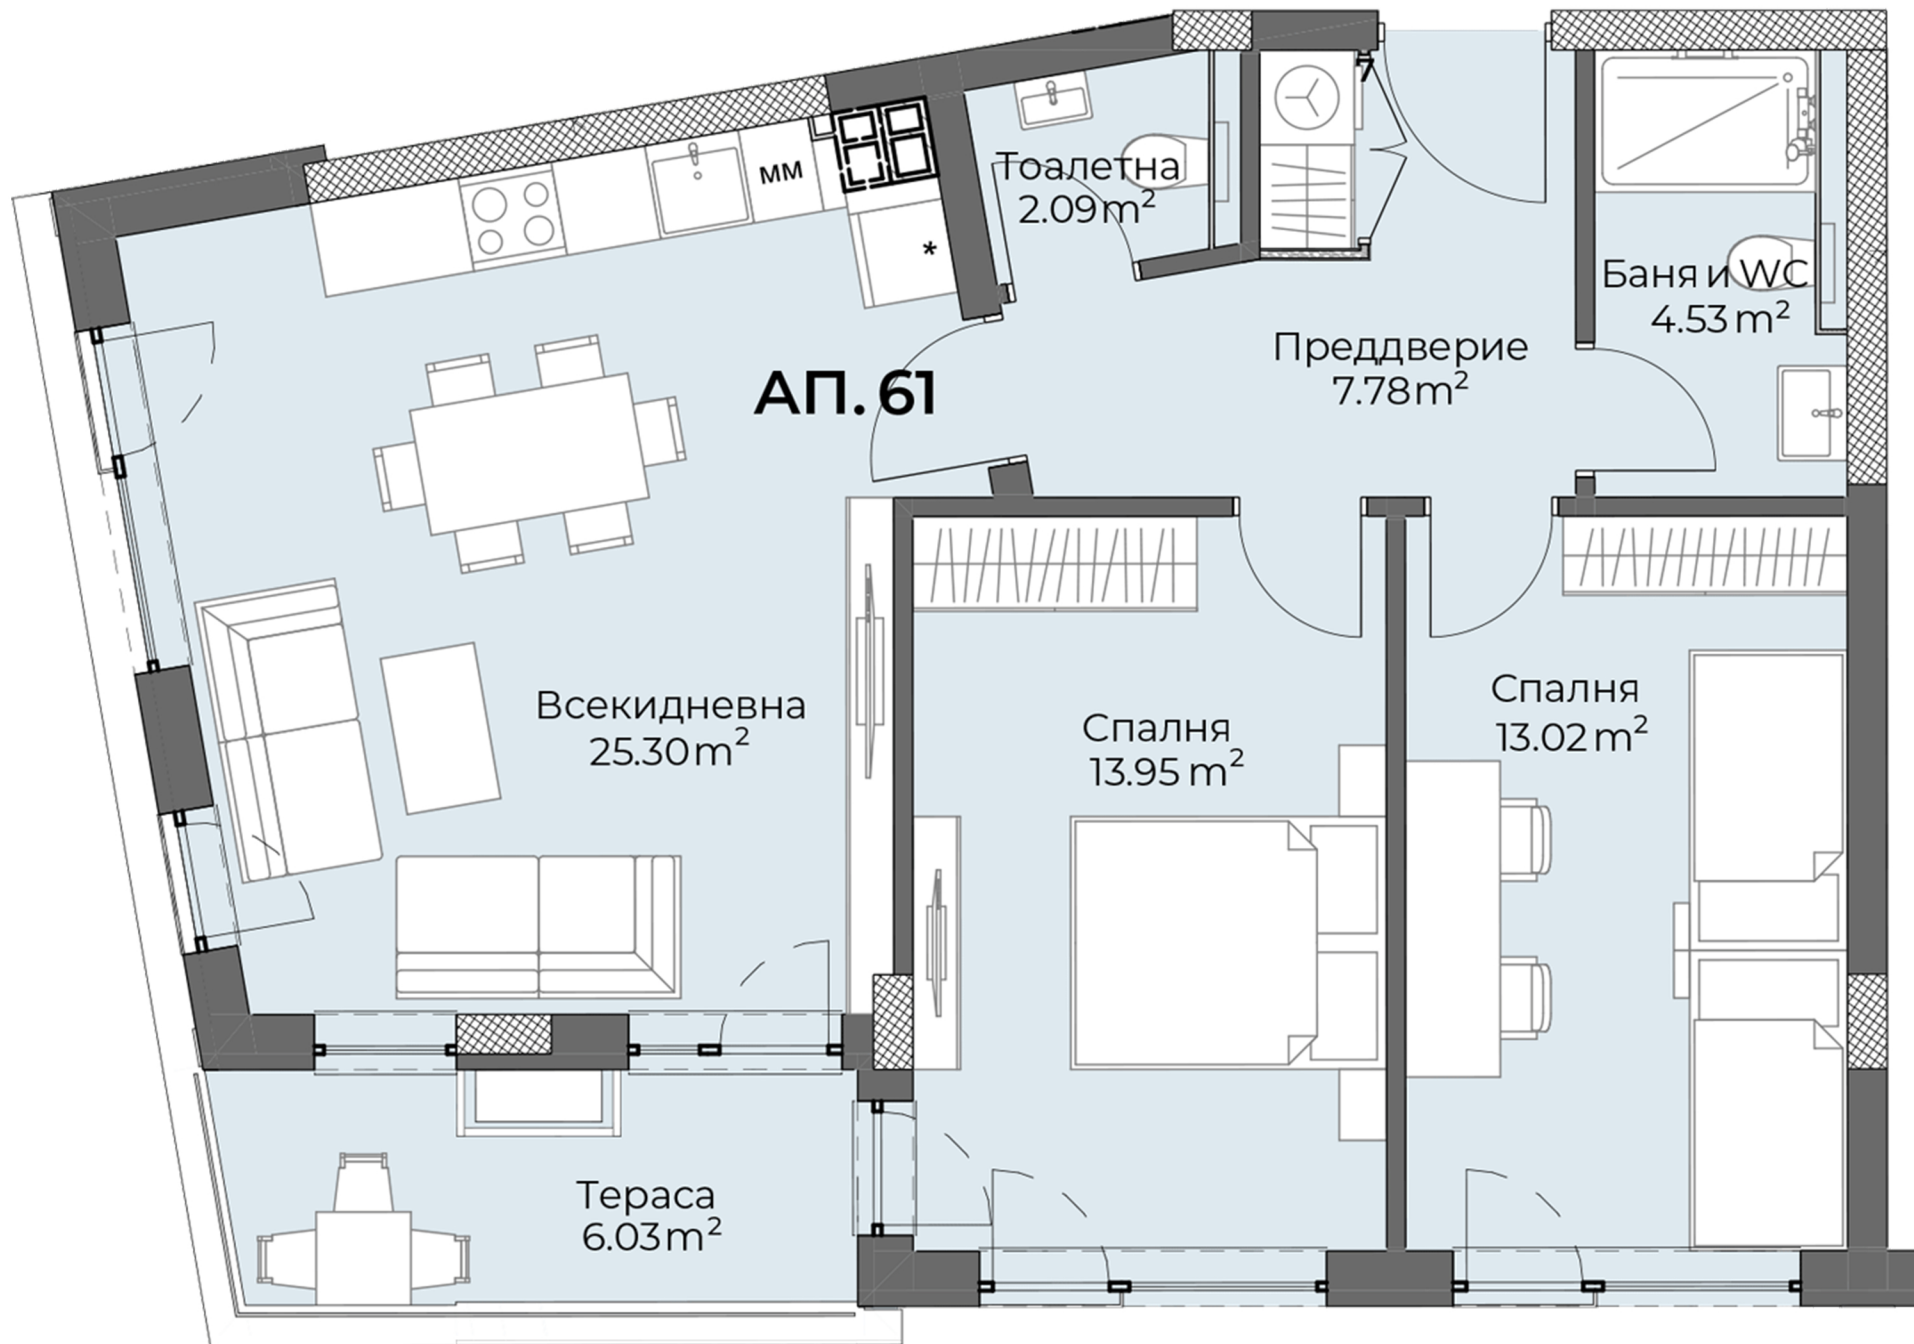 ММ
*
7
Тоалетна
2.09 m²
Баня и WC
4.53 m²
Преддверие
7.78 m²
АП. 61
Всекидневна
25.30 m²
Спалня
13.95 m²
Спалня
13.02 m²
Тераса
6.03 m²